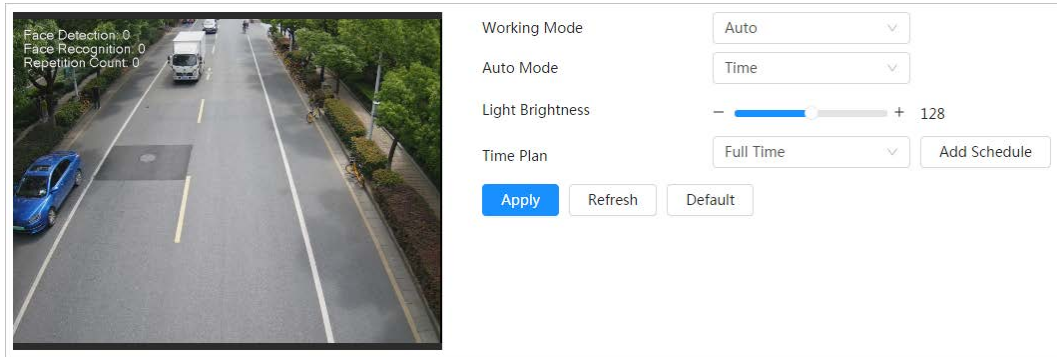 Face Detection: 0
Face Recognition: 0
Repetition Count: 0
Working Mode Auto
Auto Mode Time
Light Brightness − + 128
Time Plan Full Time Add Schedule
Apply Refresh Default